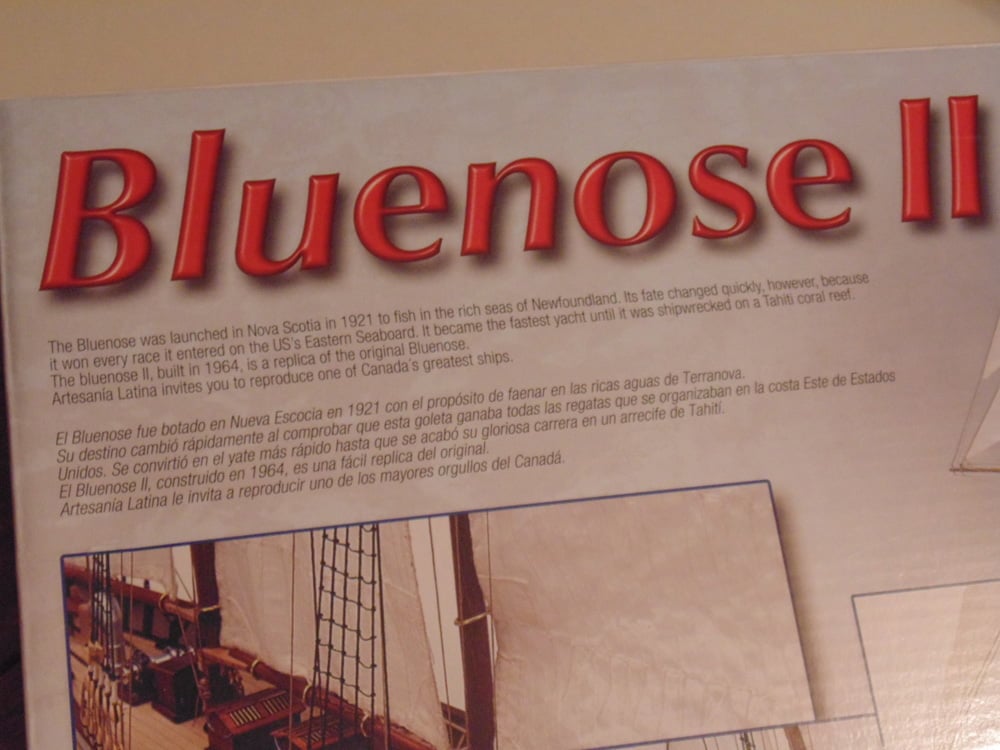 Bluenose II
The Bluenose was launched in Nova Scotia in 1921 to fish in the rich seas of Newfoundland. Its fate changed quickly, however, because
it won every race it entered on the US's Eastern Seaboard. It became the fastest yacht until it was shipwrecked on a Tahiti coral reef.
The bluenose II, built in 1964, is a replica of the original Bluenose.
Artesanía Latina invites you to reproduce one of Canada´s greatest ships.
El Bluenose fue botado en Nueva Escocia en 1921 con el propósito de faenar en las ricas aguas de Terranova.
Su destino cambió rápidamente al comprobar que esta goleta ganaba todas las regatas que se organizaban en la costa Este de Estados
Unidos. Se convirtió en el yate más rápido hasta que se acabó su gloriosa carrera en un arrecife de Tahití.
El Bluenose II, construido en 1964, es una fácil replica del original.
Artesanía Latina le invita a reproducir uno de los mayores orgullos del Canadá.